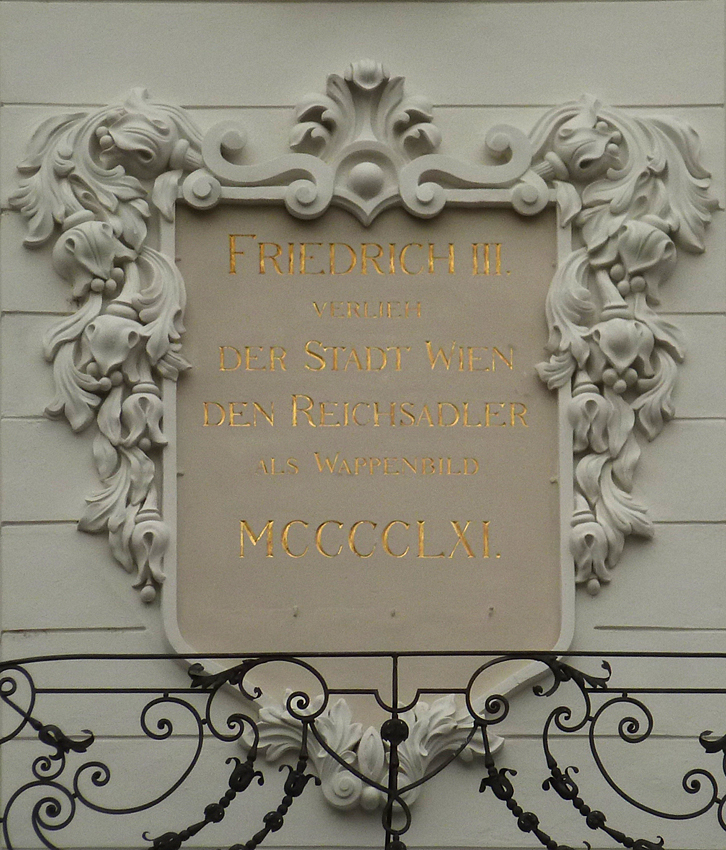 FRIEDRICH III.
VERLIEH
DER STADT WIEN
DEN REICHSADLER
ALS WAPPENBILD
MCCCCLXI.